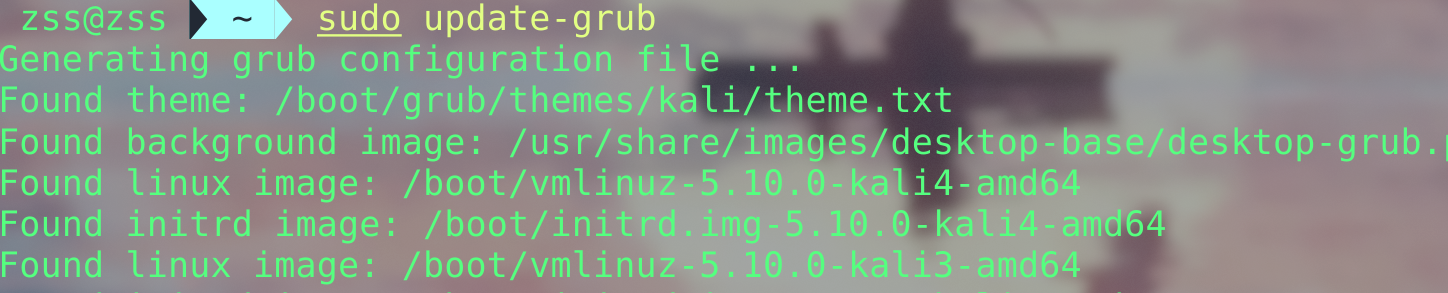 zss@zss ~ sudo update-grub
Generating grub configuration file ...
Found theme: /boot/grub/themes/kali/theme.txt
Found background image: /usr/share/images/desktop-base/desktop-grub.p
Found linux image: /boot/vmlinuz-5.10.0-kali4-amd64
Found initrd image: /boot/initrd.img-5.10.0-kali4-amd64
Found linux image: /boot/vmlinuz-5.10.0-kali3-amd64